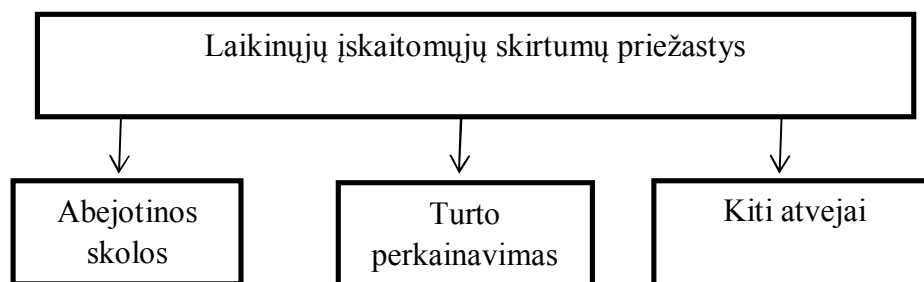 Laikinųjų įskaitomųjų skirtumų priežastys
Abejotinos
skolos
Turto
perkainavimas
Kiti atvejai